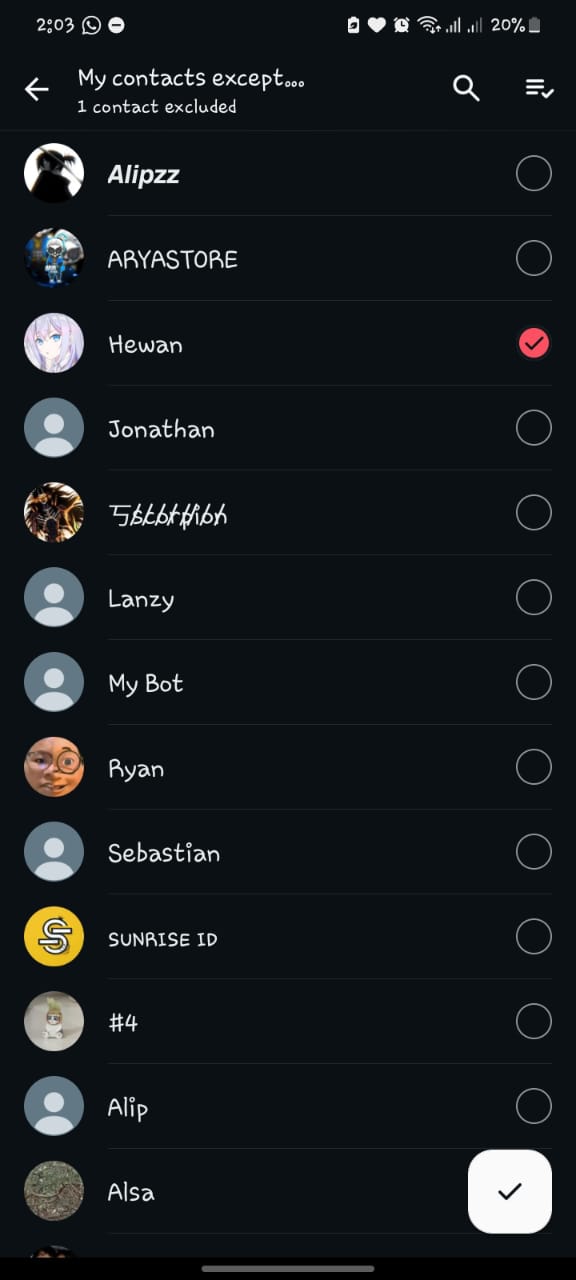 2:03
20%
My contacts except...
1 contact excluded
Alipzz
ARYASTORE
Hewan
Jonathan
Lanzy
My Bot
Ryan
Sebastian
SUNRISE ID
#4
Alip
Alsa